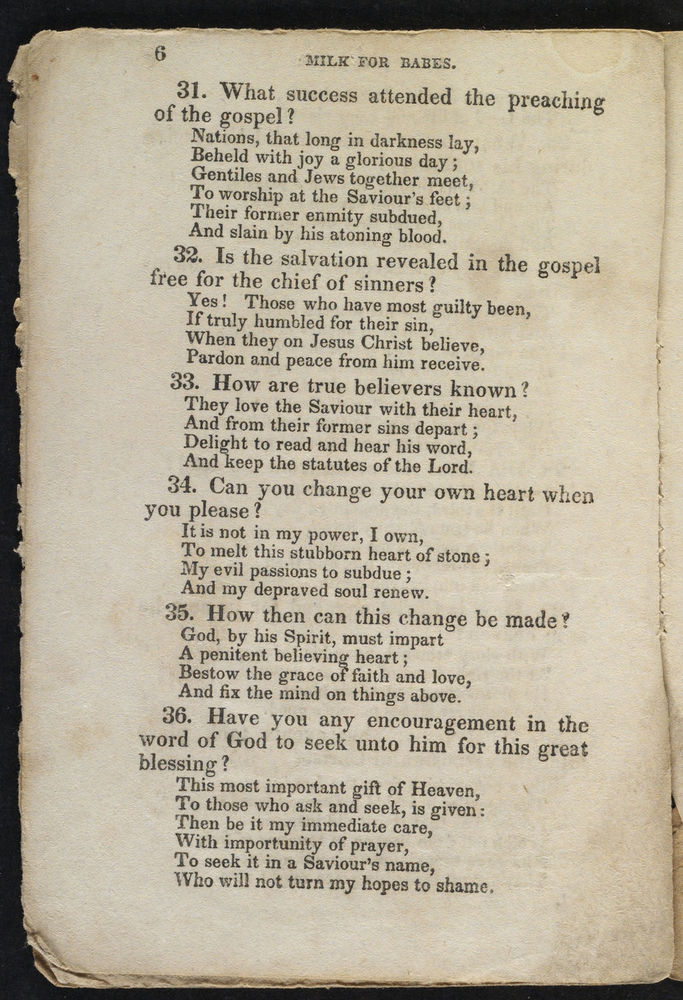 6
MILK FOR BABES.
31. What success attended the preaching
of the gospel?
Nations, that long in darkness lay,
Beheld with joy a glorious day;
Gentiles and Jews together meet,
To worship at the Saviour's feet;
Their former enmity subdued,
And slain by his atoning blood.
32. Is the salvation revealed in the gospel
free for the chief of sinners?
Yes! Those who have most guilty been,
If truly humbled for their sin,
When they on Jesus Christ believe,
Pardon and peace from him receive.
33. How are true believers known?
They love the Saviour with their heart,
And from their former sins depart;
Delight to read and hear his word,
And keep the statutes of the Lord.
34. Can you change your own heart when
you please?
It is not in my power, I own,
To melt this stubborn heart of stone;
My evil passions to subdue;
And my depraved soul renew.
35. How then can this change be made?
God, by his Spirit, must impart
A penitent believing heart;
Bestow the grace of faith and love,
And fix the mind on things above.
36. Have you any encouragement in the
word of God to seek unto him for this great
blessing?
This most important gift of Heaven,
To those who ask and seek, is given:
Then be it my immediate care,
With importunity of prayer,
To seek it in a Saviour's name,
Who will not turn my hopes to shame.